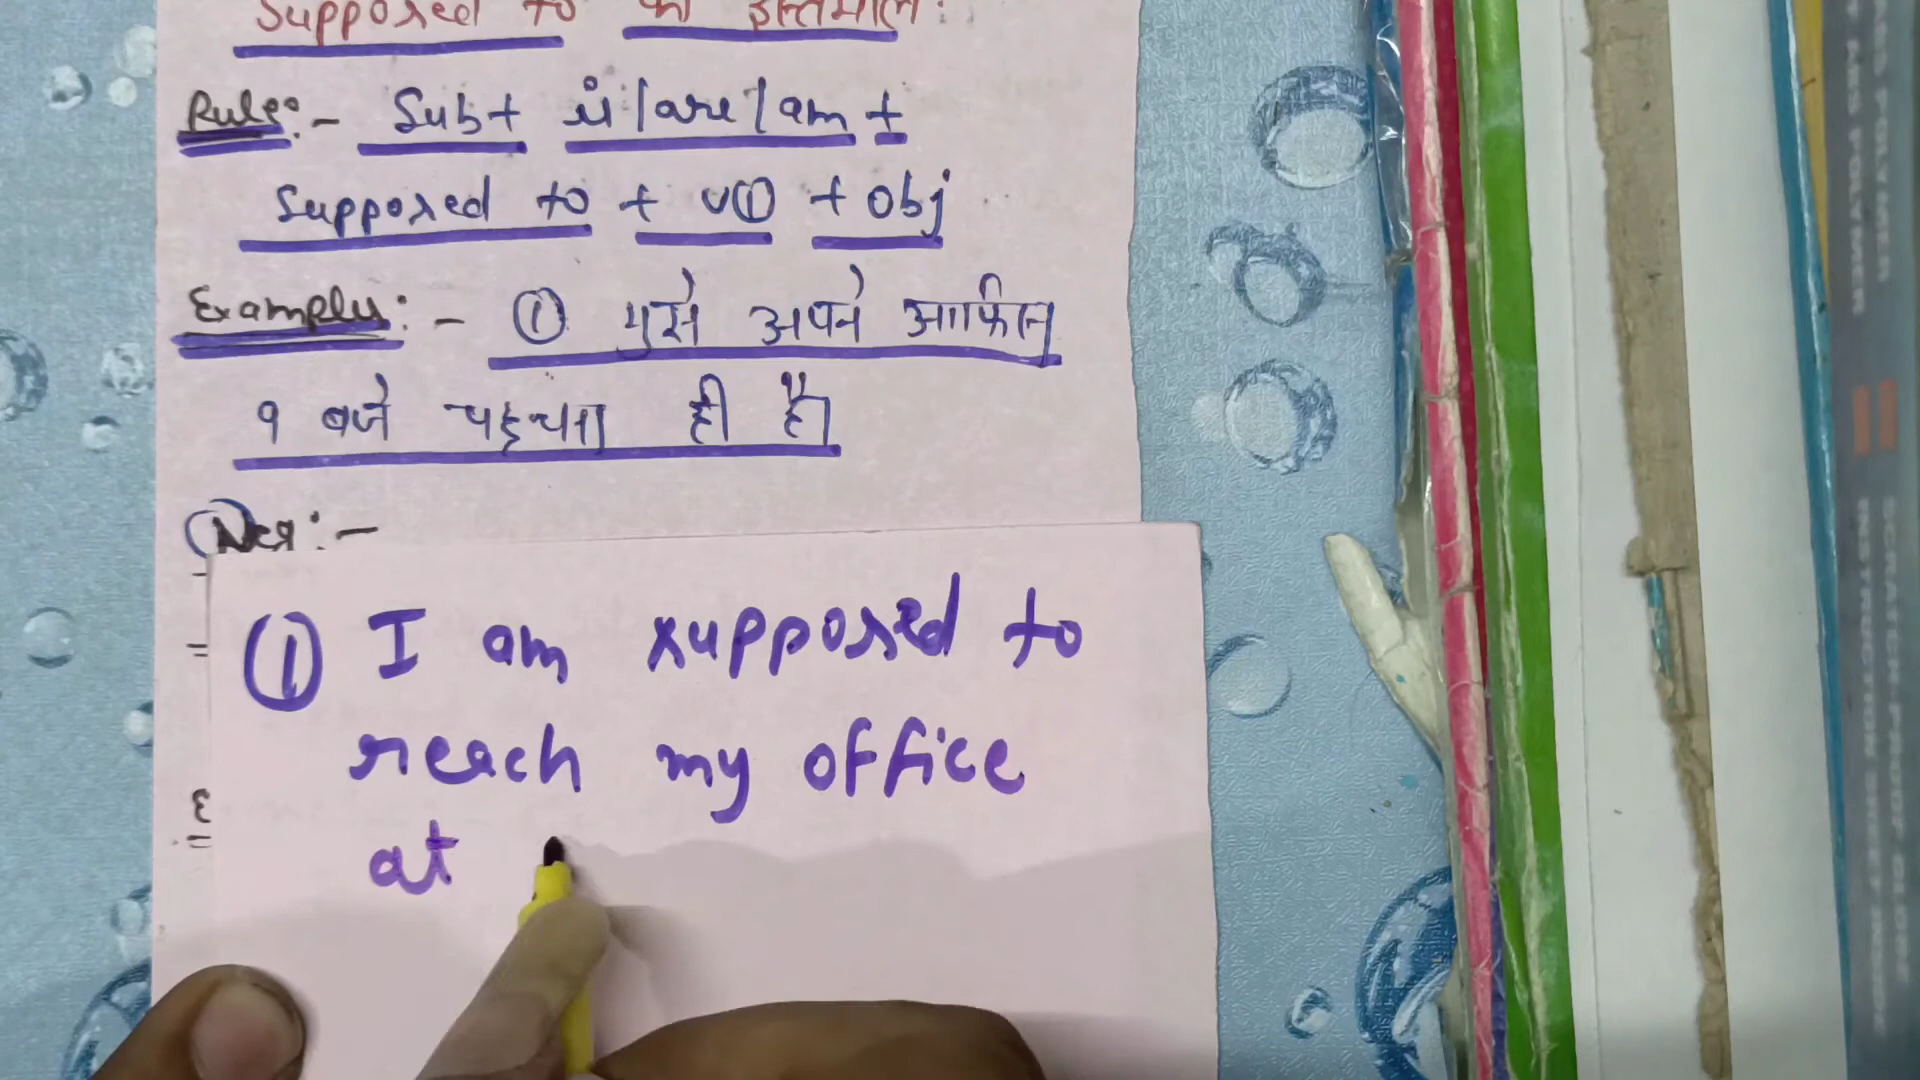 Supposed to का इस्तेमाल:
Rule:- Sub+ is/are/am +
Supposed to + v① + obj
Examples:- ① मुझे अपने आफिस
९ बजे पहुचना ही है।
① I am supposed to
reach my office
at